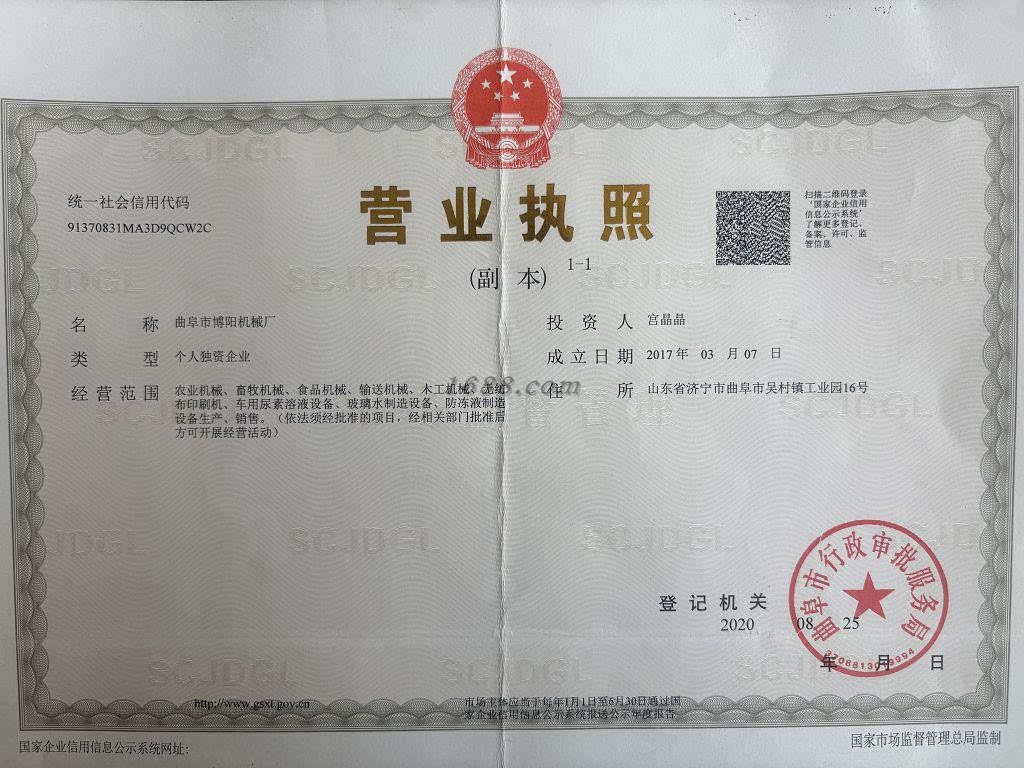 统一社会信用代码
91370831MA3D9QCW2C
营业执照
(副 本) 1-1
扫描二维码登录
‘国家企业信用
信息公示系统’
了解更多登记、
备案、许可、监
管信息
名 称 曲阜市博阳机械厂
类 型 个人独资企业
经营范围 农业机械、畜牧机械、食品机械、输送机械、木工机械、无纺
布印刷机、车用尿素溶液设备、玻璃水制造设备、防冻液制造
设备生产、销售。（依法须经批准的项目，经相关部门批准后
方可开展经营活动）
投资人 宫晶晶
成立日期 2017年 03 月 07 日
住 所 山东省济宁市曲阜市吴村镇工业园16号
1688.com
登记机关
2020 08 25
年 月 日
曲阜市行政审批服务局
http://www.gsxt.gov.cn
市场主体应当于每年1月1日至6月30日通过国
家企业信用信息公示系统报送公示年度报告
国家企业信用信息公示系统网址:
国家市场监督管理总局监制
SCJDGL